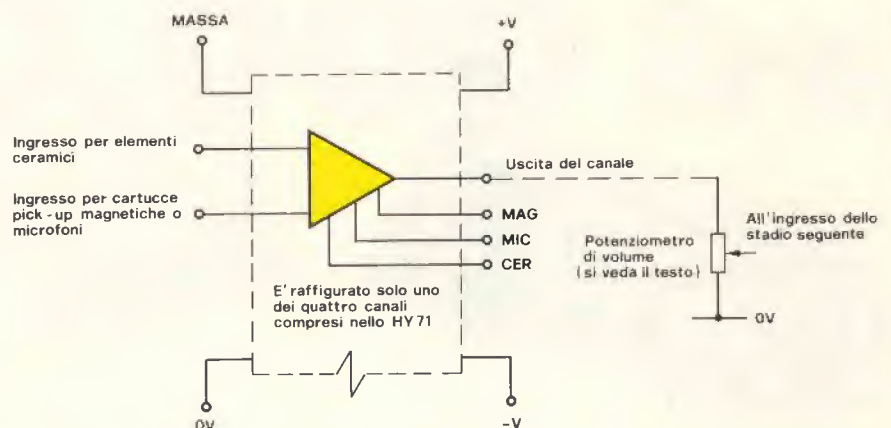 MASSA
+V
Ingresso per elementi
ceramici
Ingresso per cartucce
pick-up magnetiche o
microfoni
Uscita del canale
MAG
MIC
CER
E' raffigurato solo uno
dei quattro canali
compresi nello HY71
Potenziometro
di volume
(si veda il testo)
All'ingresso dello
stadio seguente
0V
0V
-V